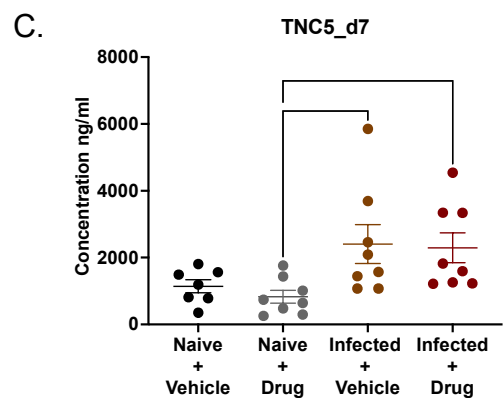 C.
TNC5_d7
Concentration ng/ml
8000
6000
4000
2000
0
Naive + Vehicle
Naive + Drug
Infected + Vehicle
Infected + Drug